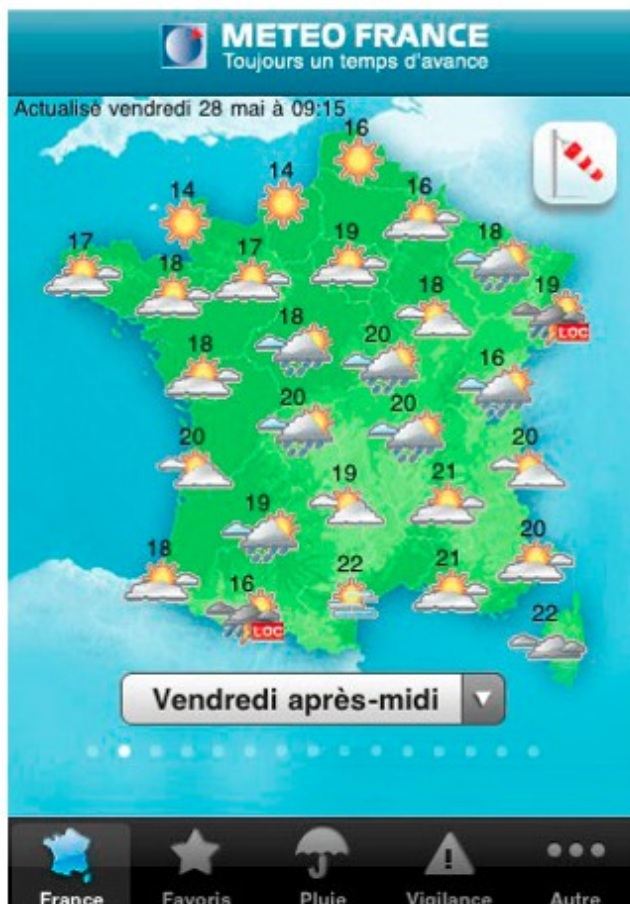 METEO FRANCE
Toujours un temps d'avance
Actualisé vendredi 28 mai à 09:15
16
14
16
14
19
18
17
17
18
18
19
18
20
18
16
20
20
20
20
19
21
19
20
18
22
21
16
22
LOC
LOC
Vendredi après-midi
France
Favoris
Pluie
Vigilance
Autre